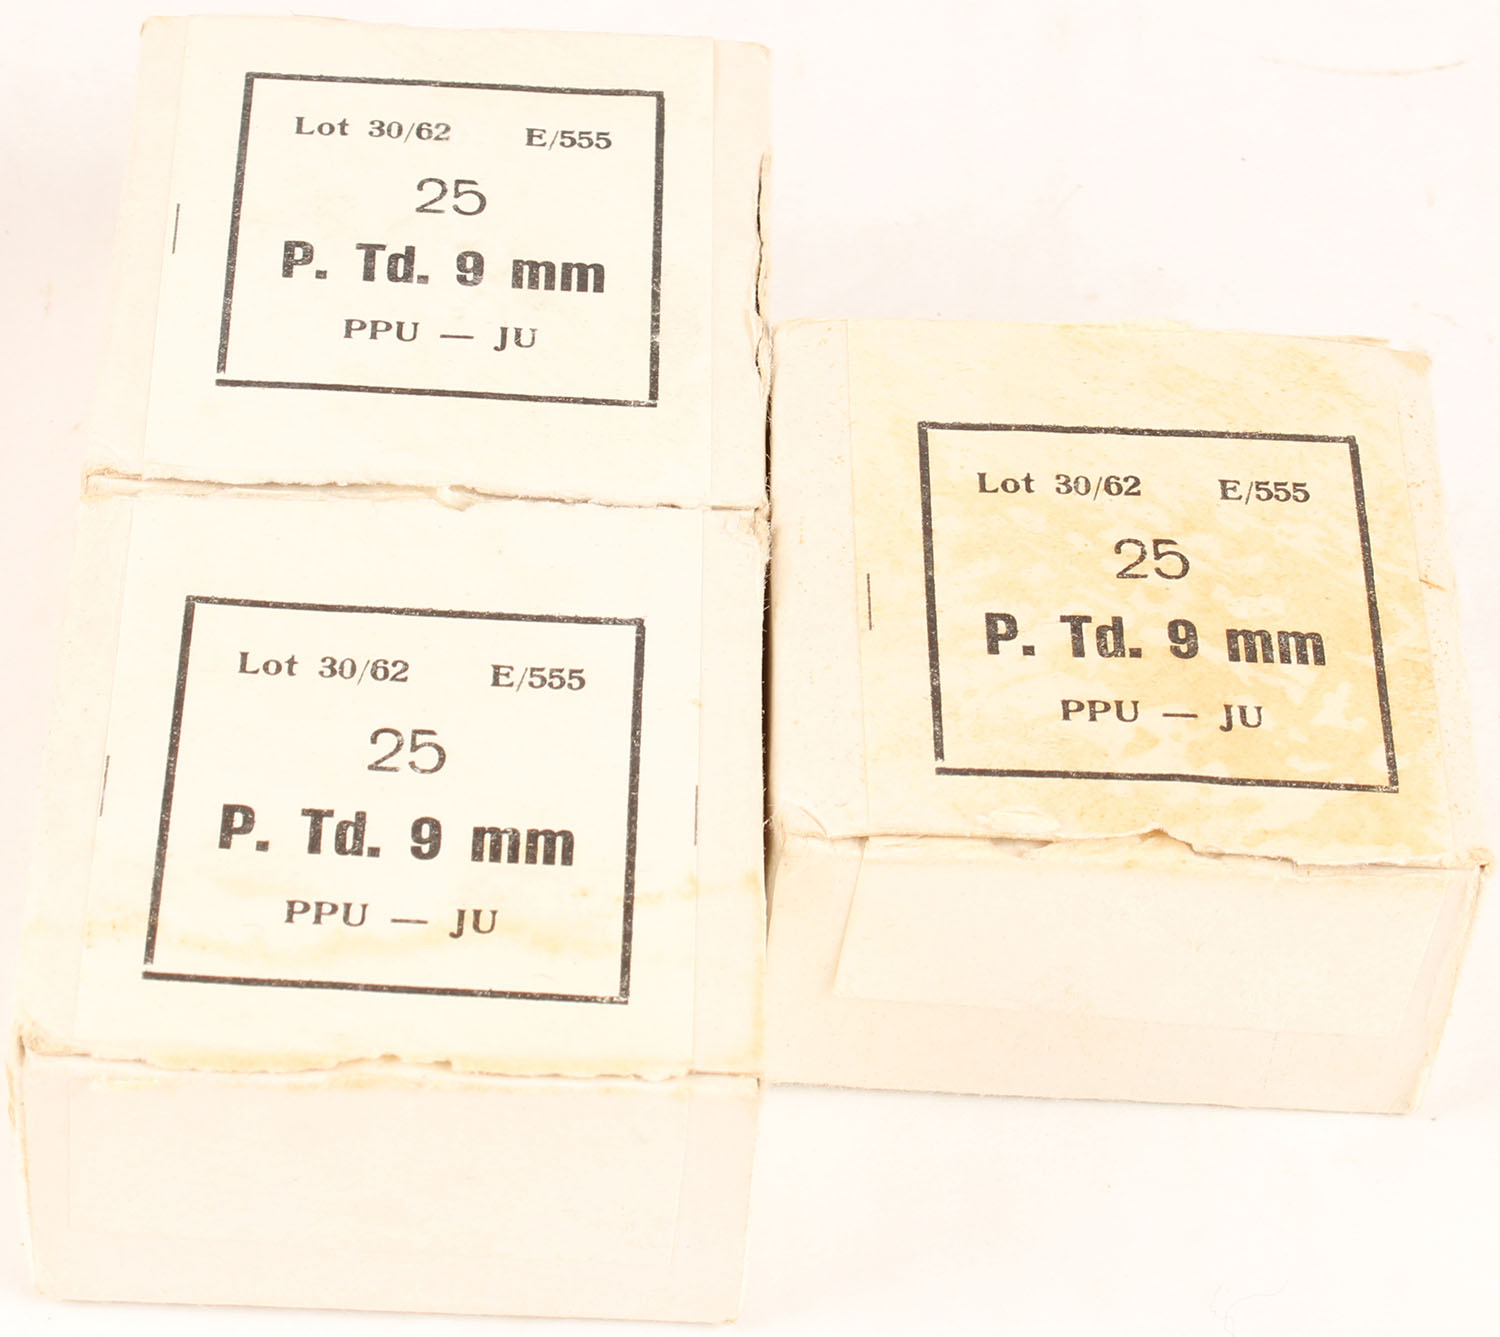 Lot 30/62 E/555
25
P. Td. 9 mm
PPU — JU
Lot 30/62 E/555
25
P. Td. 9 mm
PPU — JU
Lot 30/62 E/555
25
P. Td. 9 mm
PPU — JU